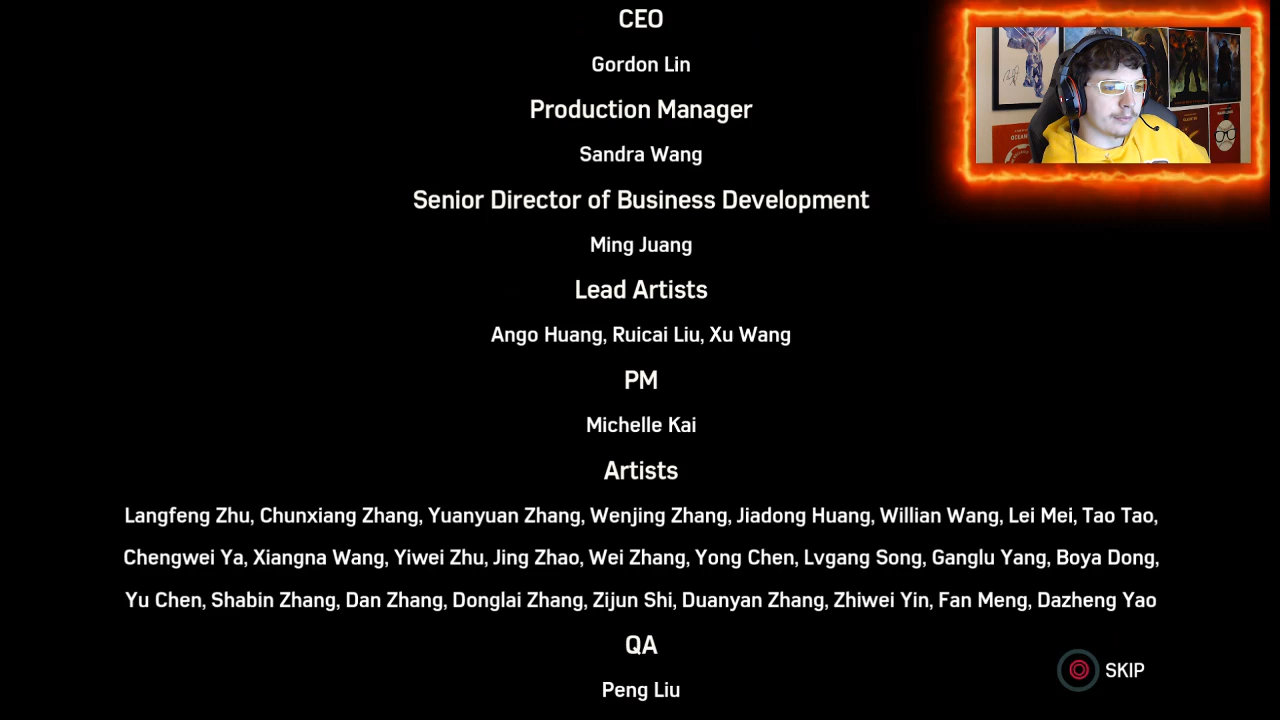 CEO
Gordon Lin
Production Manager
Sandra Wang
Senior Director of Business Development
Ming Juang
Lead Artists
Ango Huang, Ruicai Liu, Xu Wang
PM
Michelle Kai
Artists
Langfeng Zhu, Chunxiang Zhang, Yuanyuan Zhang, Wenjing Zhang, Jiadong Huang, Willian Wang, Lei Mei, Tao Tao,
Chengwei Ya, Xiangna Wang, Yiwei Zhu, Jing Zhao, Wei Zhang, Yong Chen, Lvgang Song, Ganglu Yang, Boya Dong,
Yu Chen, Shabin Zhang, Dan Zhang, Donglai Zhang, Zijun Shi, Duanyan Zhang, Zhiwei Yin, Fan Meng, Dazheng Yao
QA
Peng Liu
SKIP